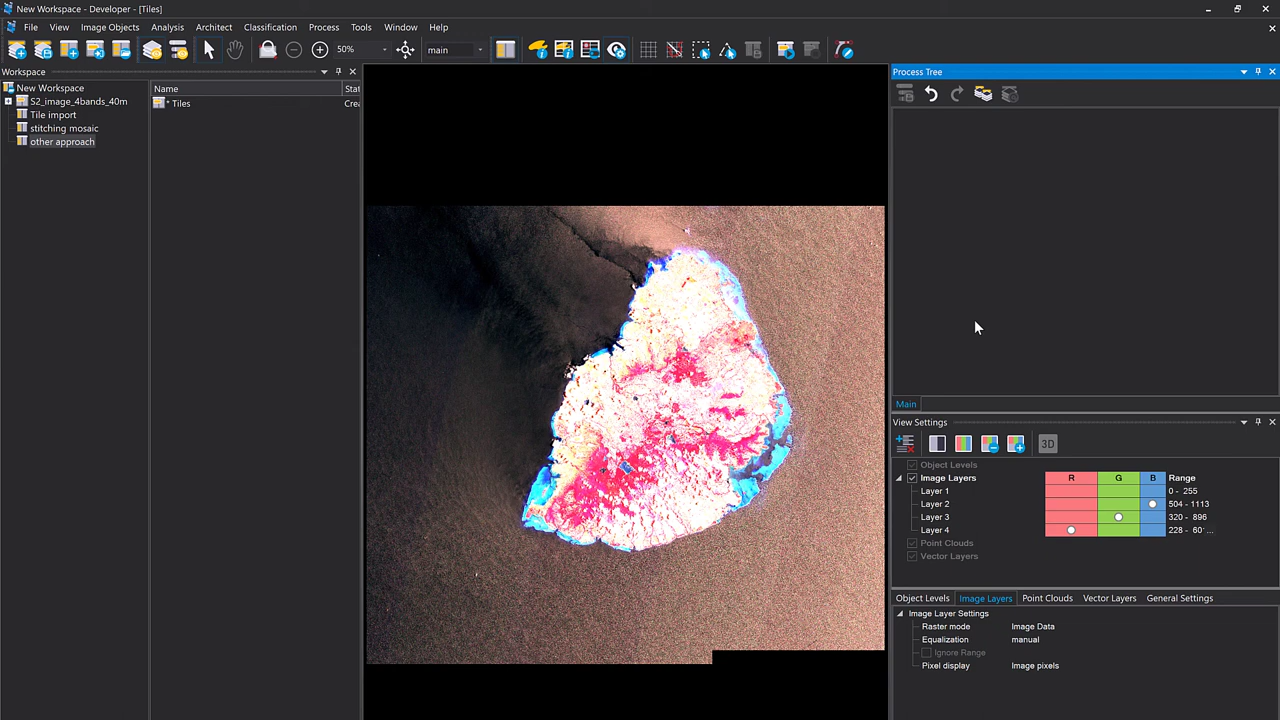 New Workspace - Developer - [Tiles]
File View Image Objects Analysis Architect Classification Process Tools Window Help
50% main
Workspace
New Workspace
S2_image_4bands_40m
Tile import
stitching mosaic
other approach
Name Stat
* Tiles Crea
Process Tree
Main
View Settings
3D
Object Levels
Image Layers R G B Range
Layer 1 0 - 255
Layer 2 504 - 1113
Layer 3 320 - 896
Layer 4 228 - 60 ...
Point Clouds
Vector Layers
Object Levels Image Layers Point Clouds Vector Layers General Settings
Image Layer Settings
Raster mode Image Data
Equalization manual
Ignore Range
Pixel display Image pixels